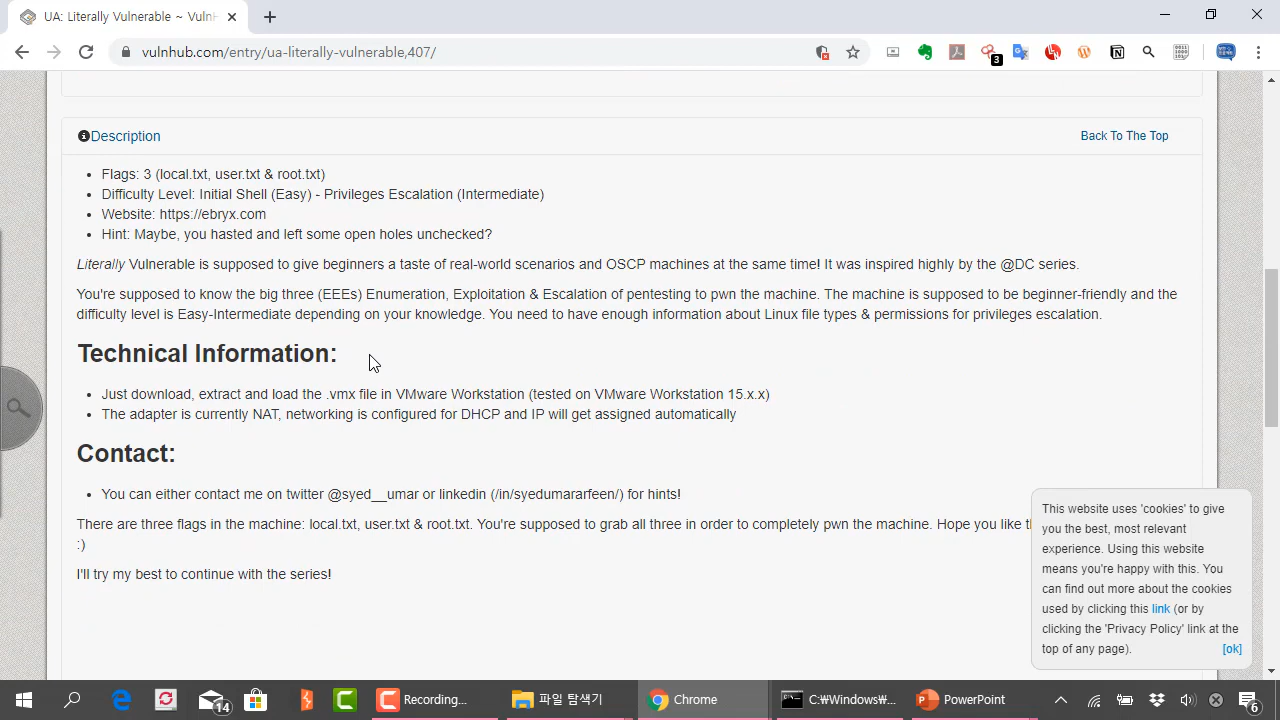 UA: Literally Vulnerable ~ Vuln
vulnhub.com/entry/ua-literally-vulnerable,407/
3
Description
Back To The Top
Flags: 3 (local.txt, user.txt & root.txt)
Difficulty Level: Initial Shell (Easy) - Privileges Escalation (Intermediate)
Website: https://ebryx.com
Hint: Maybe, you hasted and left some open holes unchecked?
Literally Vulnerable is supposed to give beginners a taste of real-world scenarios and OSCP machines at the same time! It was inspired highly by the @DC series.
You're supposed to know the big three (EEEs) Enumeration, Exploitation & Escalation of pentesting to pwn the machine. The machine is supposed to be beginner-friendly and the
difficulty level is Easy-Intermediate depending on your knowledge. You need to have enough information about Linux file types & permissions for privileges escalation.
Technical Information:
Just download, extract and load the .vmx file in VMware Workstation (tested on VMware Workstation 15.x.x)
The adapter is currently NAT, networking is configured for DHCP and IP will get assigned automatically
Contact:
You can either contact me on twitter @syed__umar or linkedin (/in/syedumararfeen/) for hints!
There are three flags in the machine: local.txt, user.txt & root.txt. You're supposed to grab all three in order to completely pwn the machine. Hope you like
:)
I'll try my best to continue with the series!
This website uses 'cookies' to give
you the best, most relevant
experience. Using this website
means you're happy with this. You
can find out more about the cookies
used by clicking this link (or by
clicking the 'Privacy Policy' link at the
top of any page).
[ok]
14
Recording...
파일 탐색기
Chrome
C:₩Windows₩...
PowerPoint
6